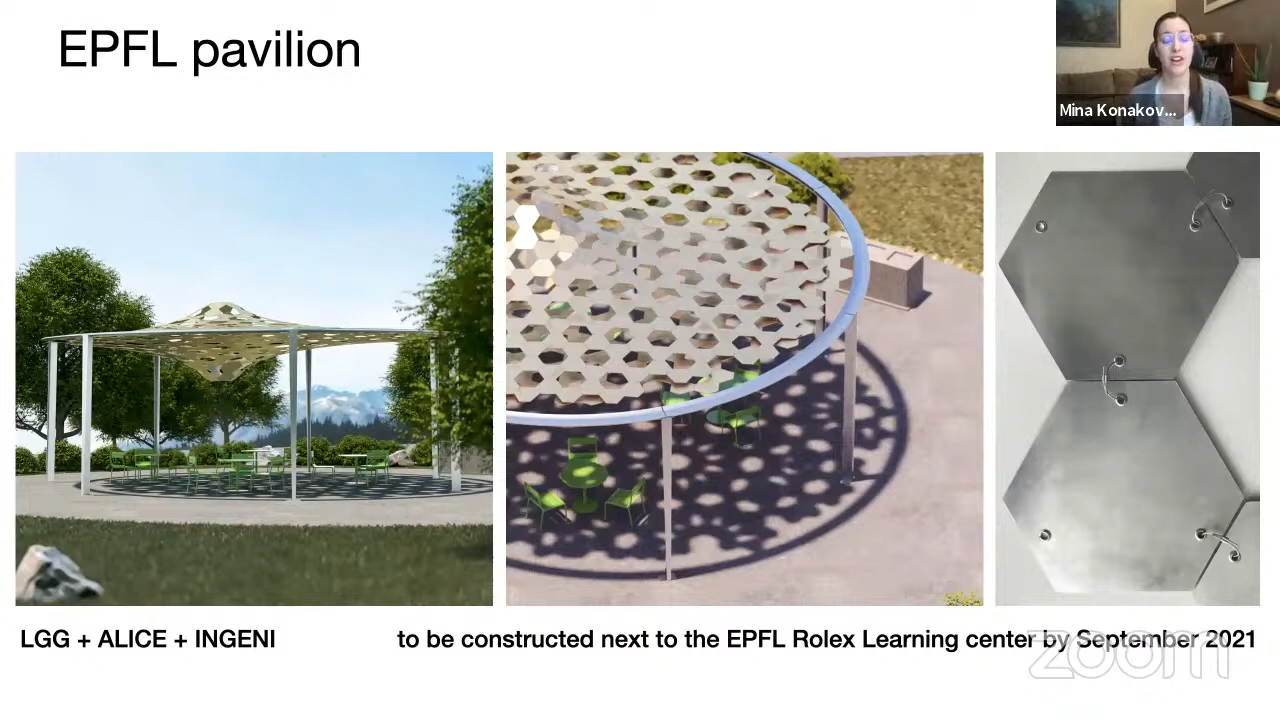 EPFL pavilion
Mina Konakov...
LGG + ALICE + INGENI
to be constructed next to the EPFL Rolex Learning center by September 2021
zoom